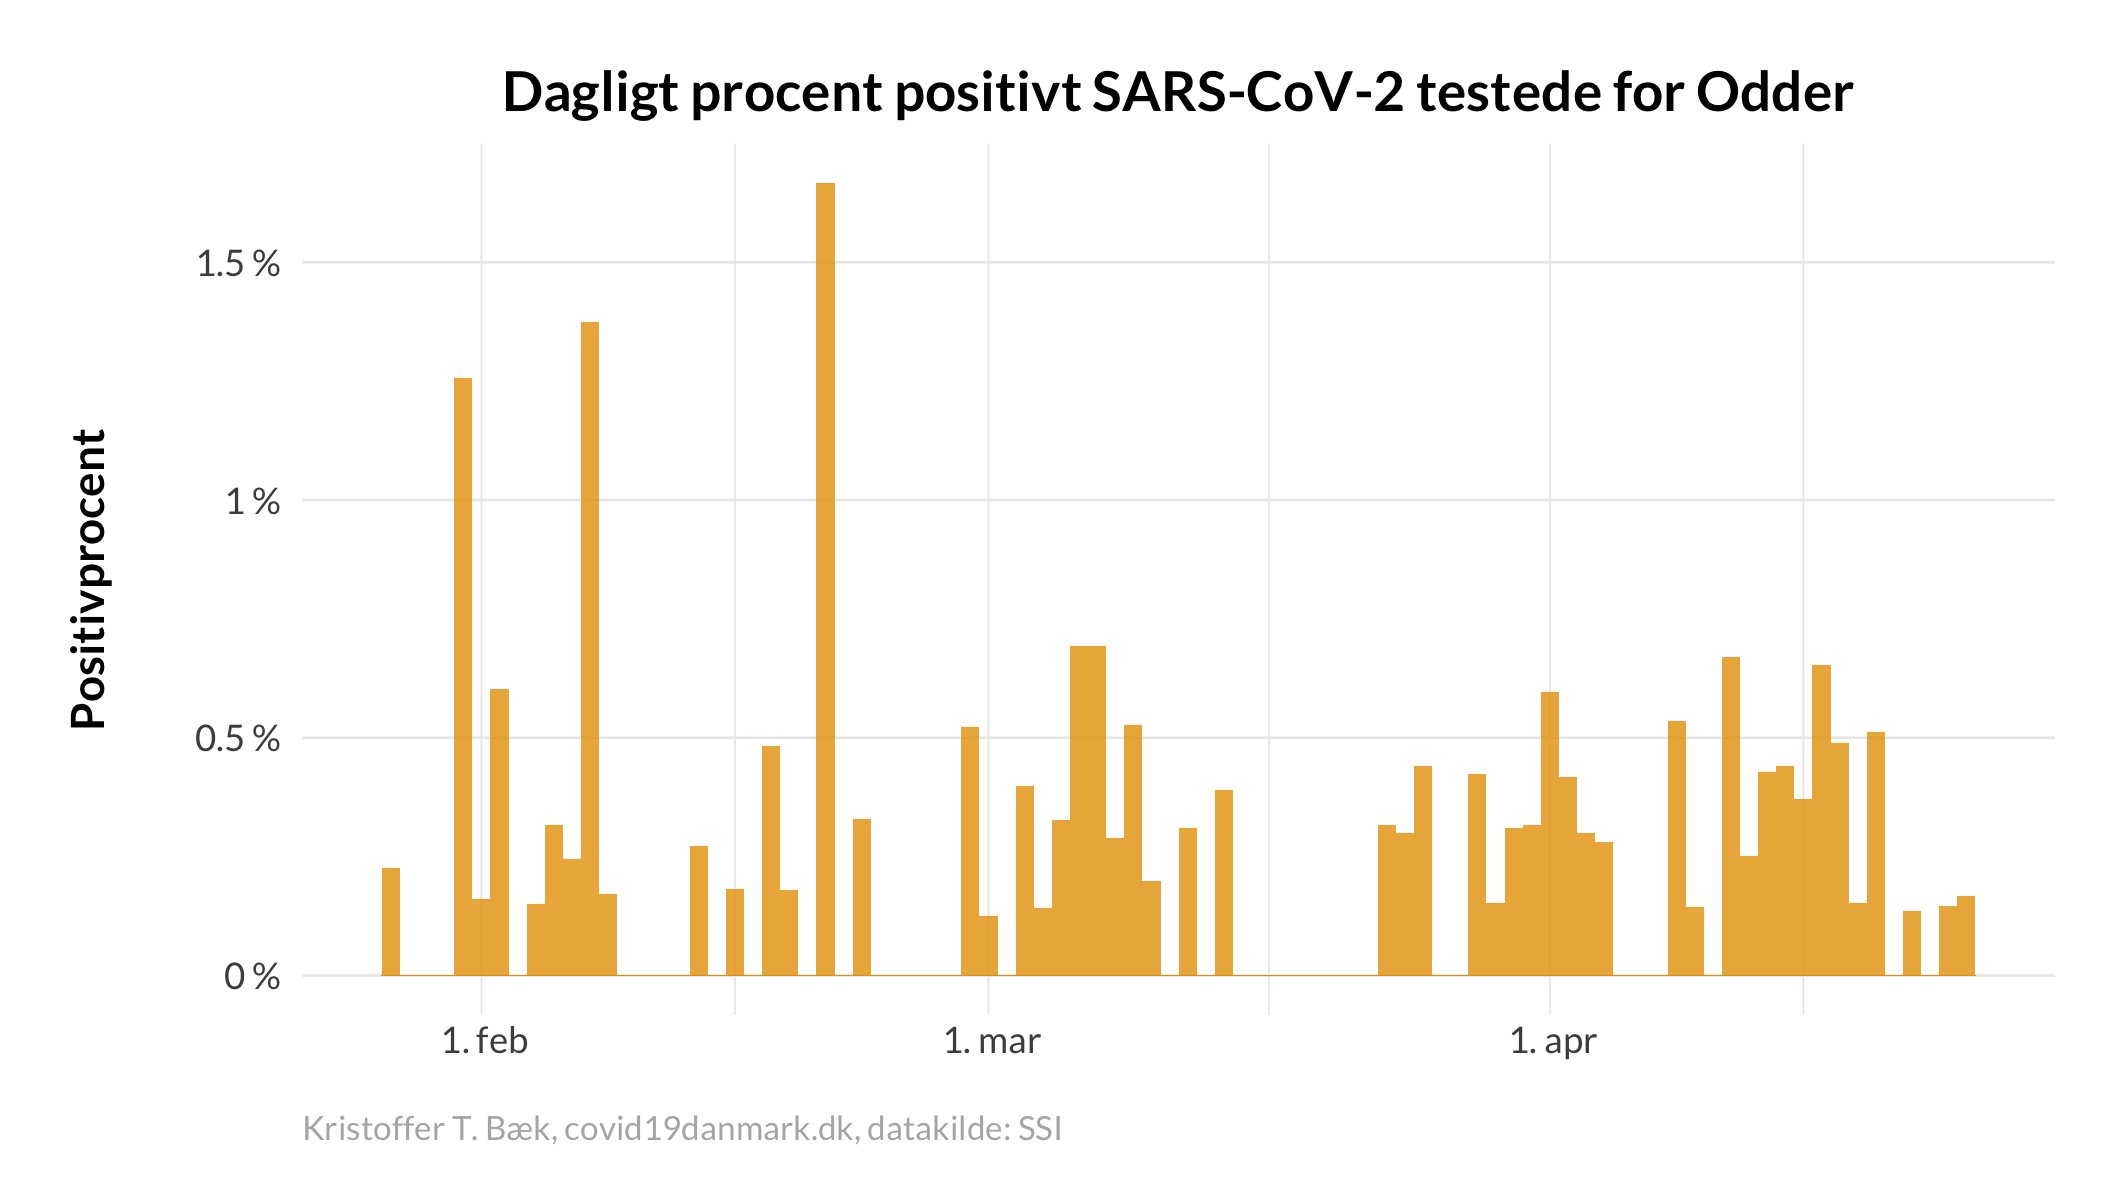 Dagligt procent positivt SARS-CoV-2 testede for Odder
Positivprocent
1.5 %
1 %
0.5 %
0 %
1. feb
1. mar
1. apr
Kristoffer T. Bæk, covid19danmark.dk, datakilde: SSI